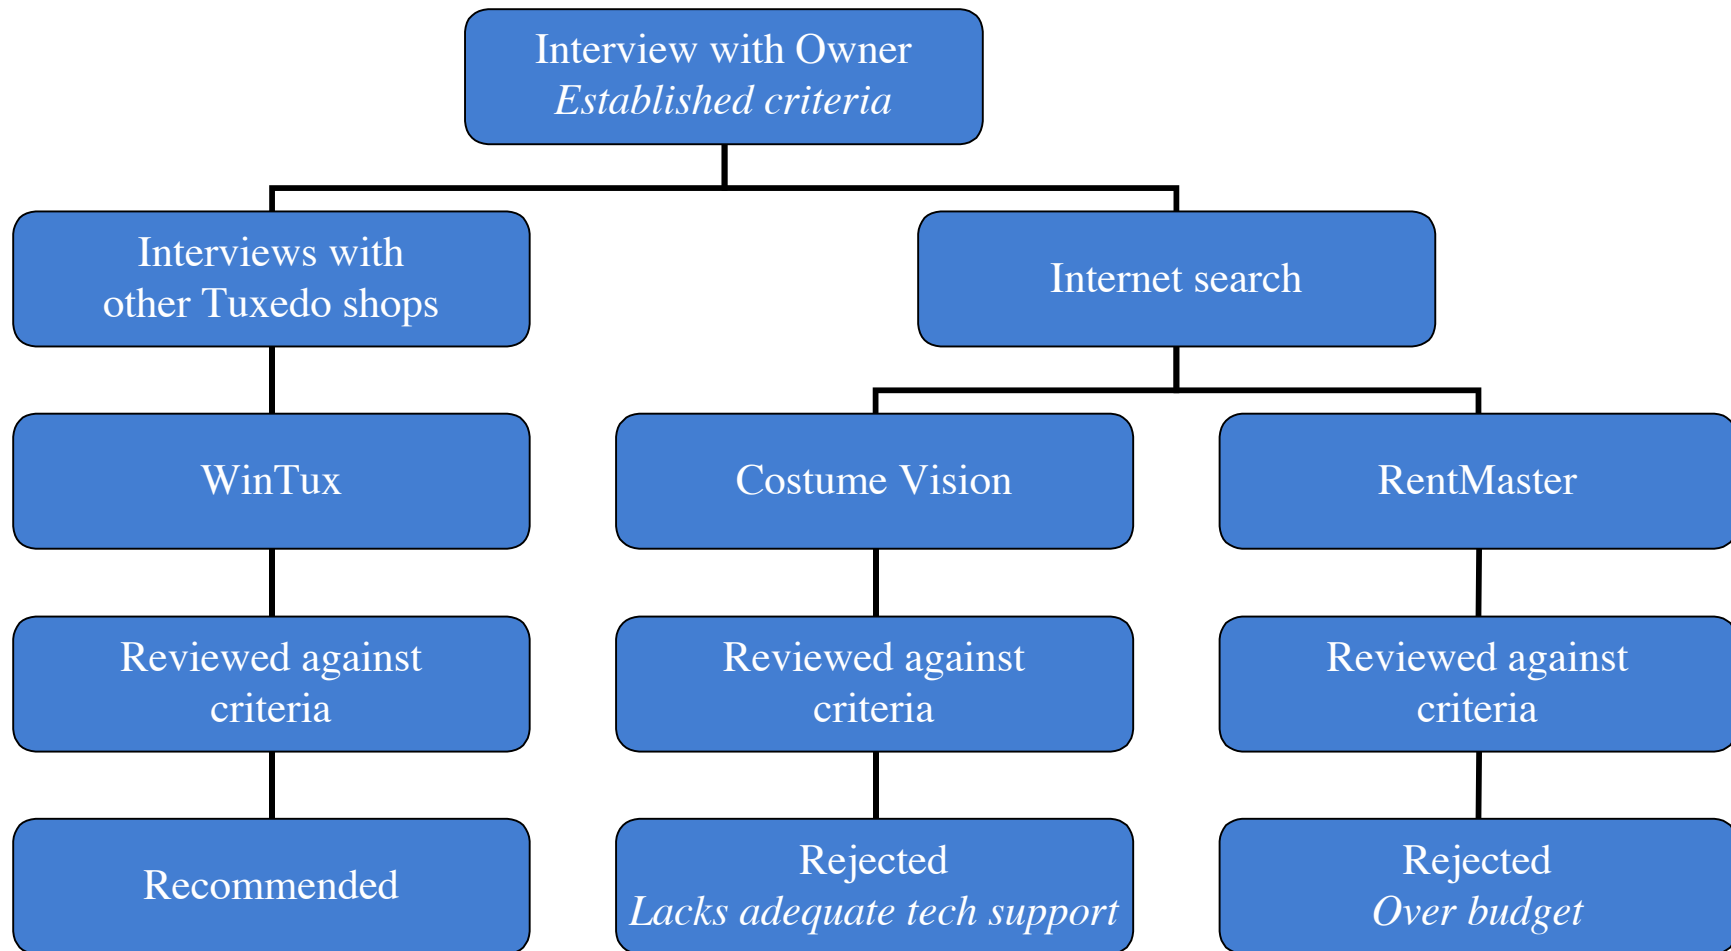 Interview with Owner
Established criteria
Interviews with
other Tuxedo shops
Internet search
WinTux
Costume Vision
RentMaster
Reviewed against
criteria
Reviewed against
criteria
Reviewed against
criteria
Recommended
Rejected
Lacks adequate tech support
Rejected
Over budget